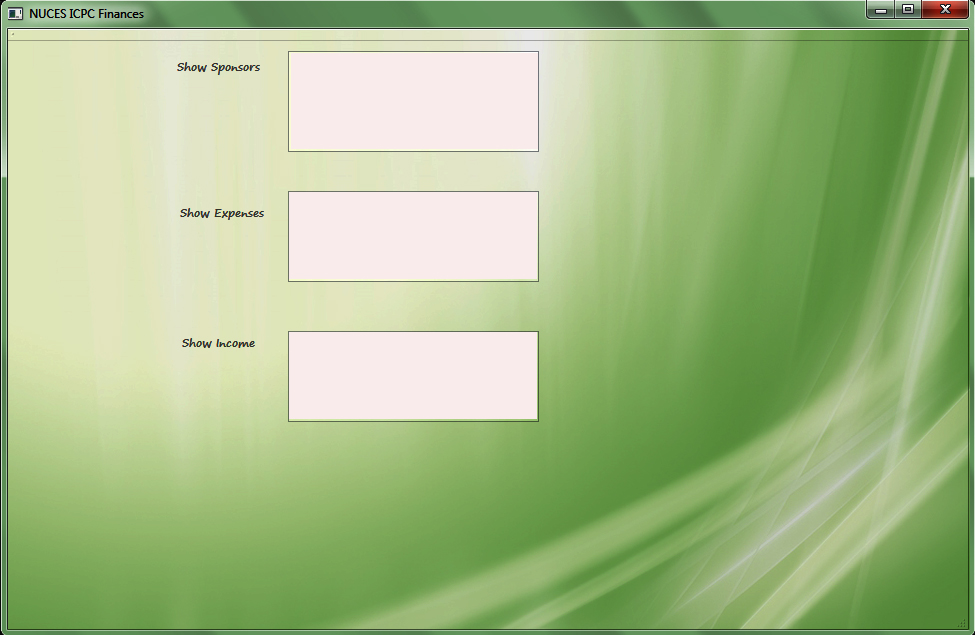 NUCES ICPC Finances
Show Sponsors
Show Expenses
Show Income